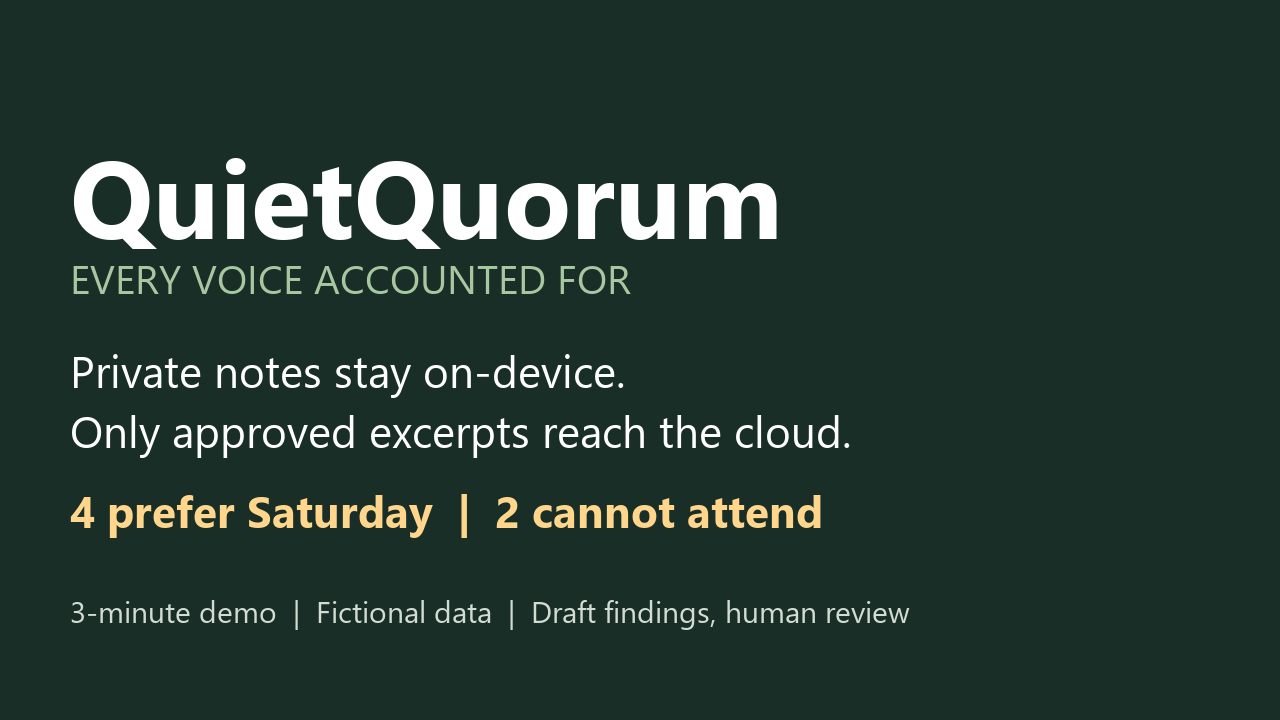 QuietQuorum
EVERY VOICE ACCOUNTED FOR
Private notes stay on-device.
Only approved excerpts reach the cloud.
4 prefer Saturday | 2 cannot attend
3-minute demo | Fictional data | Draft findings, human review